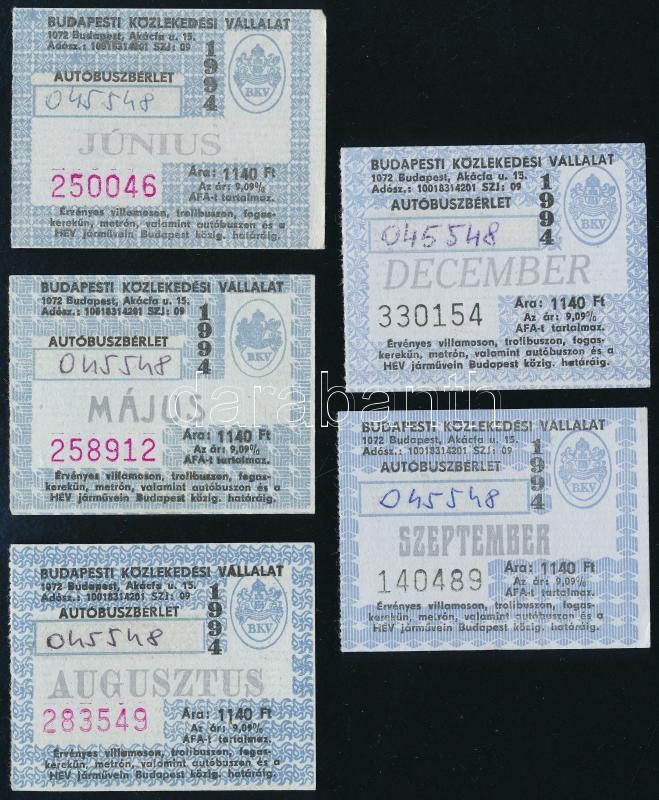 BUDAPESTI KÖZLEKEDÉSI VÁLLALAT
1072 Budapest, Akácfa u. 15.
Adósz.: 10018314201 SZJ: 09
1994
AUTÓBUSZBÉRLET
BKV
045548
JÚNIUS
250046
Ára: 1140 Ft
Az ár: 9,09%
ÁFA-t tartalmaz.
Érvényes villamoson, trolibuszon, fogas-
kerekűn, metrón, valamint autóbuszon és a
HÉV járművein Budapest közig. határáig.
BUDAPESTI KÖZLEKEDÉSI VÁLLALAT
1072 Budapest, Akácfa u. 15.
Adósz.: 10018314201 SZJ: 09
1994
AUTÓBUSZBÉRLET
BKV
045548
MÁJUS
258912
Ára: 1140 Ft
Az ár: 9,09%
ÁFA-t tartalmaz.
Érvényes villamoson, trolibuszon, fogas-
kerekűn, metrón, valamint autóbuszon és a
HÉV járművein Budapest közig. határáig.
BUDAPESTI KÖZLEKEDÉSI VÁLLALAT
1072 Budapest, Akácfa u. 15.
Adósz.: 10018314201 SZJ: 09
1994
AUTÓBUSZBÉRLET
BKV
045548
AUGUSZTUS
283549
Ára: 1140 Ft
Az ár: 9,09%
ÁFA-t tartalmaz.
Érvényes villamoson, trolibuszon, fogas-
kerekűn, metrón, valamint autóbuszon és a
HÉV járművein Budapest közig. határáig.
BUDAPESTI KÖZLEKEDÉSI VÁLLALAT
1072 Budapest, Akácfa u. 15.
Adósz.: 10018314201 SZJ: 09
1994
AUTÓBUSZBÉRLET
BKV
045548
DECEMBER
330154
Ára: 1140 Ft
Az ár: 9,09%
ÁFA-t tartalmaz.
Érvényes villamoson, trolibuszon, fogas-
kerekűn, metrón, valamint autóbuszon és a
HÉV járművein Budapest közig. határáig.
BUDAPESTI KÖZLEKEDÉSI VÁLLALAT
1072 Budapest, Akácfa u. 15.
Adósz.: 10018314201 SZJ: 09
1994
AUTÓBUSZBÉRLET
BKV
045548
SZEPTEMBER
140489
Ára: 1140 Ft
Az ár: 9,09%
ÁFA-t tartalmaz.
Érvényes villamoson, trolibuszon, fogas-
kerekűn, metrón, valamint autóbuszon és a
HÉV járművein Budapest közig. határáig.
darabanth